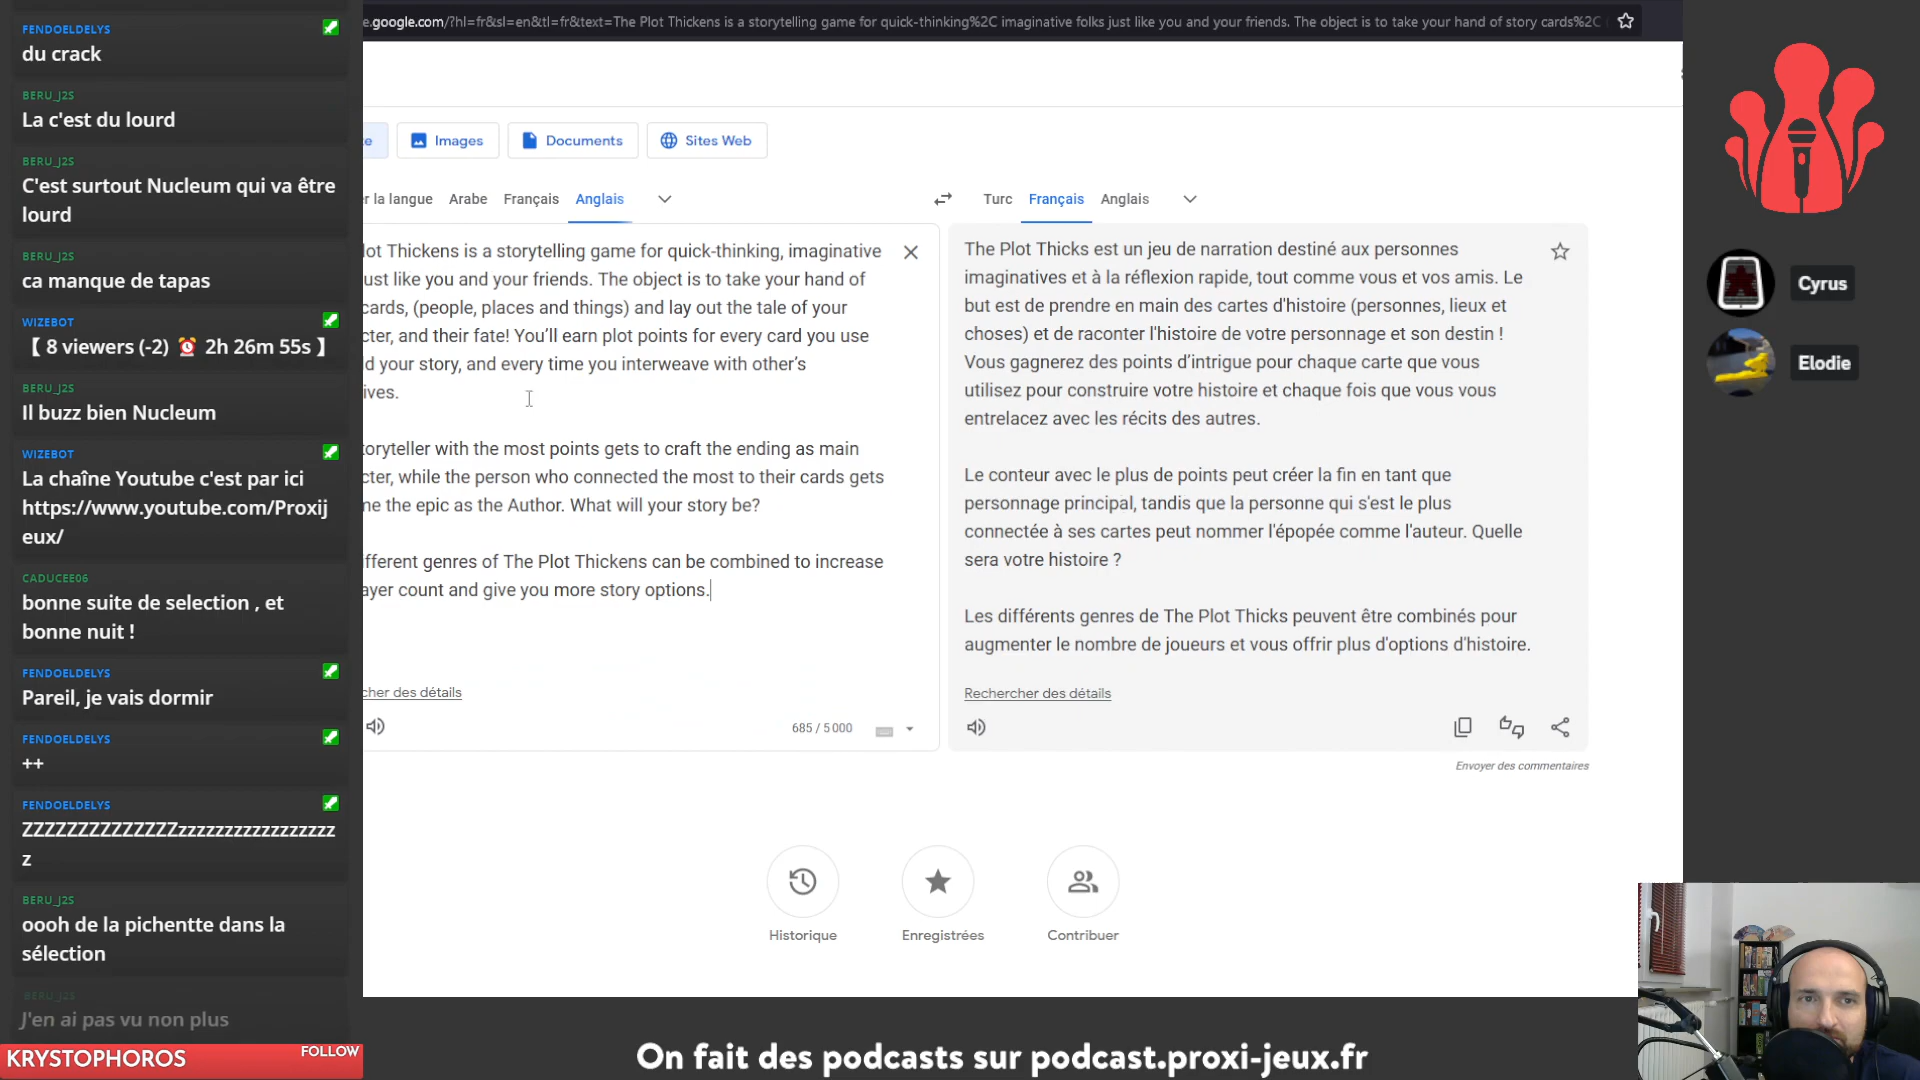 FENDOELDELYS
du crack
BERU_J2S
La c'est du lourd
BERU_J2S
C'est surtout Nucleum qui va être
lourd
BERU_J2S
ca manque de tapas
WIZEBOT
【 8 viewers (-2) ⏰ 2h 26m 55s 】
BERU_J2S
Il buzz bien Nucleum
WIZEBOT
La chaîne Youtube c'est par ici
https://www.youtube.com/Proxij
eux/
CADUCEE06
bonne suite de selection , et
bonne nuit !
FENDOELDELYS
Pareil, je vais dormir
FENDOELDELYS
++
FENDOELDELYS
ZZZZZZZZZZZZZZzzzzzzzzzzzzzzzzzz
z
BERU_J2S
oooh de la pichentte dans la
sélection
BERU_J2S
J'en ai pas vu non plus
KRYSTOPHOROS
FOLLOW
e.google.com/?hl=fr&sl=en&tl=fr&text=The Plot Thickens is a storytelling game for quick-thinking%2C imaginative folks just like you and your friends. The object is to take your hand of story cards%2C
Images
Documents
Sites Web
er la langue
Arabe
Français
Anglais
lot Thickens is a storytelling game for quick-thinking, imaginative
ust like you and your friends. The object is to take your hand of
cards, (people, places and things) and lay out the tale of your
cter, and their fate! You’ll earn plot points for every card you use
d your story, and every time you interweave with other’s
ives.
toryteller with the most points gets to craft the ending as main
cter, while the person who connected the most to their cards gets
ne the epic as the Author. What will your story be?
fferent genres of The Plot Thickens can be combined to increase
ayer count and give you more story options.
cher des détails
685 / 5 000
Turc
Français
Anglais
The Plot Thicks est un jeu de narration destiné aux personnes
imaginatives et à la réflexion rapide, tout comme vous et vos amis. Le
but est de prendre en main des cartes d'histoire (personnes, lieux et
choses) et de raconter l'histoire de votre personnage et son destin !
Vous gagnerez des points d’intrigue pour chaque carte que vous
utilisez pour construire votre histoire et chaque fois que vous vous
entrelacez avec les récits des autres.
Le conteur avec le plus de points peut créer la fin en tant que
personnage principal, tandis que la personne qui s'est le plus
connectée à ses cartes peut nommer l'épopée comme l'auteur. Quelle
sera votre histoire ?
Les différents genres de The Plot Thicks peuvent être combinés pour
augmenter le nombre de joueurs et vous offrir plus d'options d'histoire.
Rechercher des détails
Envoyer des commentaires
Historique
Enregistrées
Contribuer
Cyrus
Elodie
On fait des podcasts sur podcast.proxi-jeux.fr